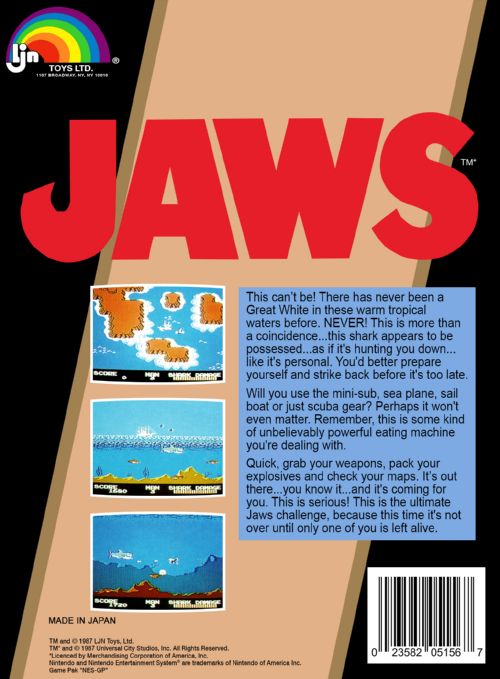 Ljn
TOYS LTD.
1107 BROADWAY, NY, NY 10010
®
JAWS
TM*
SCORE MAN SHARK DAMAGE
SCORE MAN SHARK DAMAGE
1680 3
SCORE MAN SHARK DAMAGE
1720 3
This can't be! There has never been a
Great White in these warm tropical
waters before. NEVER! This is more than
a coincidence...this shark appears to be
possessed...as if it's hunting you down...
like it's personal. You'd better prepare
yourself and strike back before it's too late.
Will you use the mini-sub, sea plane, sail
boat or just scuba gear? Perhaps it won't
even matter. Remember, this is some kind
of unbelievably powerful eating machine
you're dealing with.
Quick, grab your weapons, pack your
explosives and check your maps. It's out
there...you know it...and it's coming for
you. This is serious! This is the ultimate
Jaws challenge, because this time it's not
over until only one of you is left alive.
MADE IN JAPAN
TM and © 1987 LJN Toys, Ltd.
TM* and © 1987 Universal City Studios, Inc. All Rights Reserved.
*Licenced by Merchandising Corporation of America, Inc.
Nintendo and Nintendo Entertainment System® are trademarks of Nintendo of America Inc.
Game Pak "NES-GP"
0 23582 05156 7